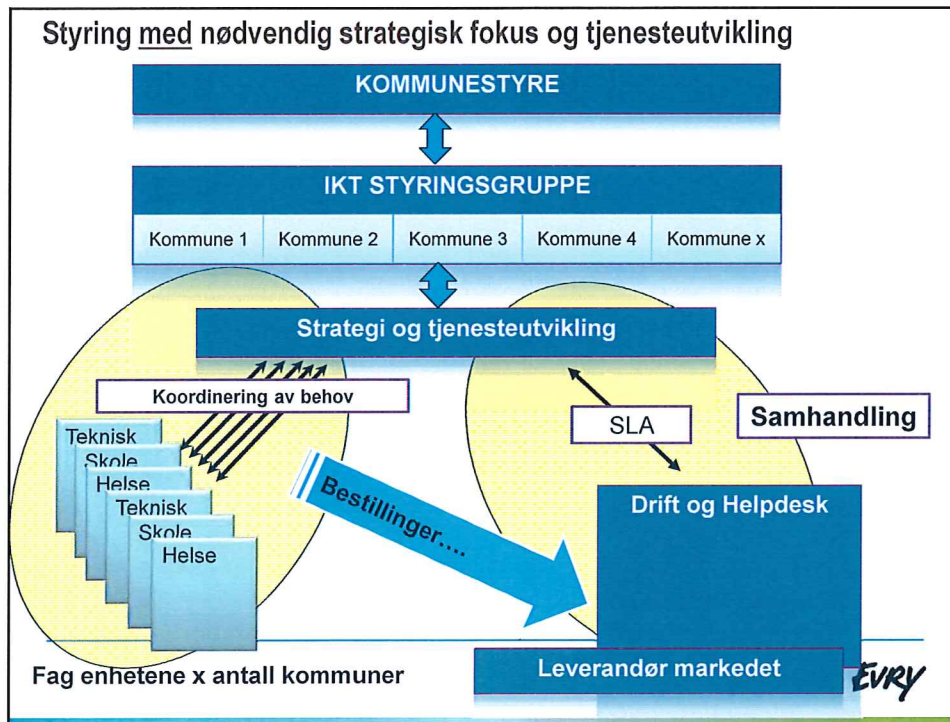 Styring med nødvendig strategisk fokus og tjenesteutvikling
KOMMUNESTYRE
IKT STYRINGSGRUPPE
Kommune 1
Kommune 2
Kommune 3
Kommune 4
Kommune x
Strategi og tjenesteutvikling
Koordinering av behov
SLA
Samhandling
Teknisk
Skole
Helse
Teknisk
Skole
Helse
Bestillinger....
Drift og Helpdesk
Fag enhetene x antall kommuner
Leverandør markedet
EVRY